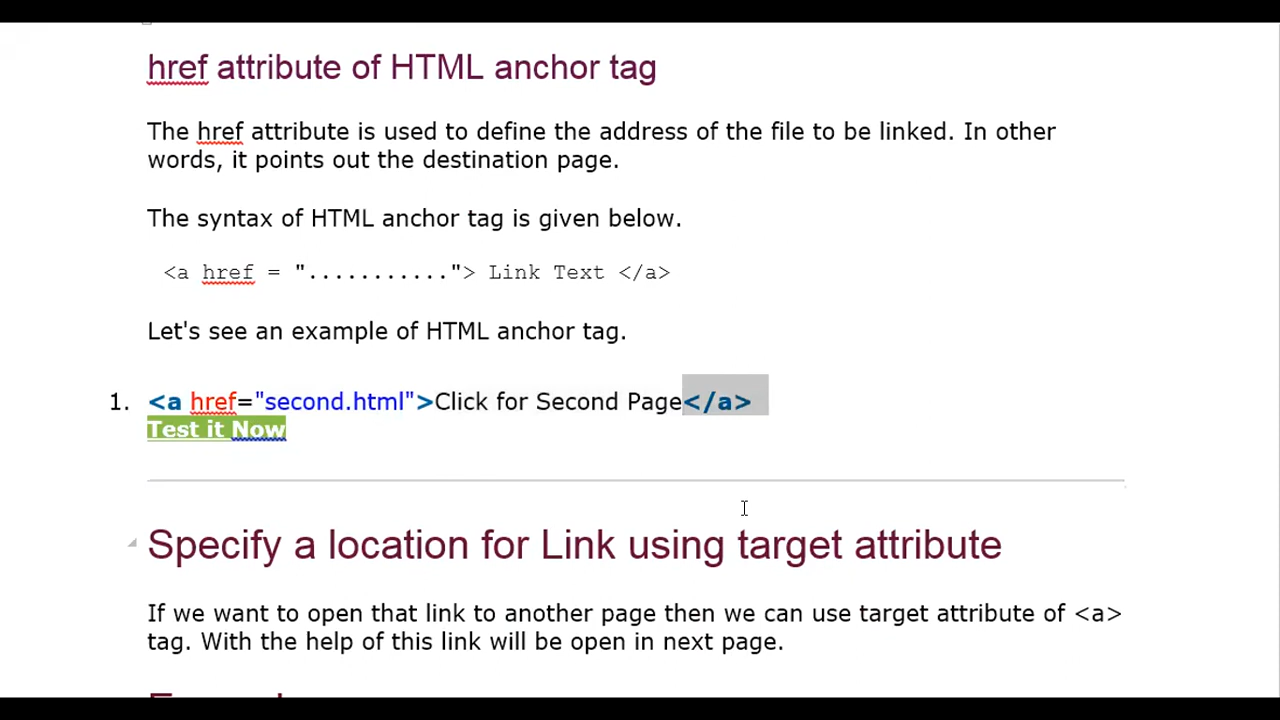 href attribute of HTML anchor tag
The href attribute is used to define the address of the file to be linked. In other
words, it points out the destination page.
The syntax of HTML anchor tag is given below.
<a href = "..........."> Link Text </a>
Let's see an example of HTML anchor tag.
1. <a href="second.html">Click for Second Page</a>
Test it Now
Specify a location for Link using target attribute
If we want to open that link to another page then we can use target attribute of <a>
tag. With the help of this link will be open in next page.